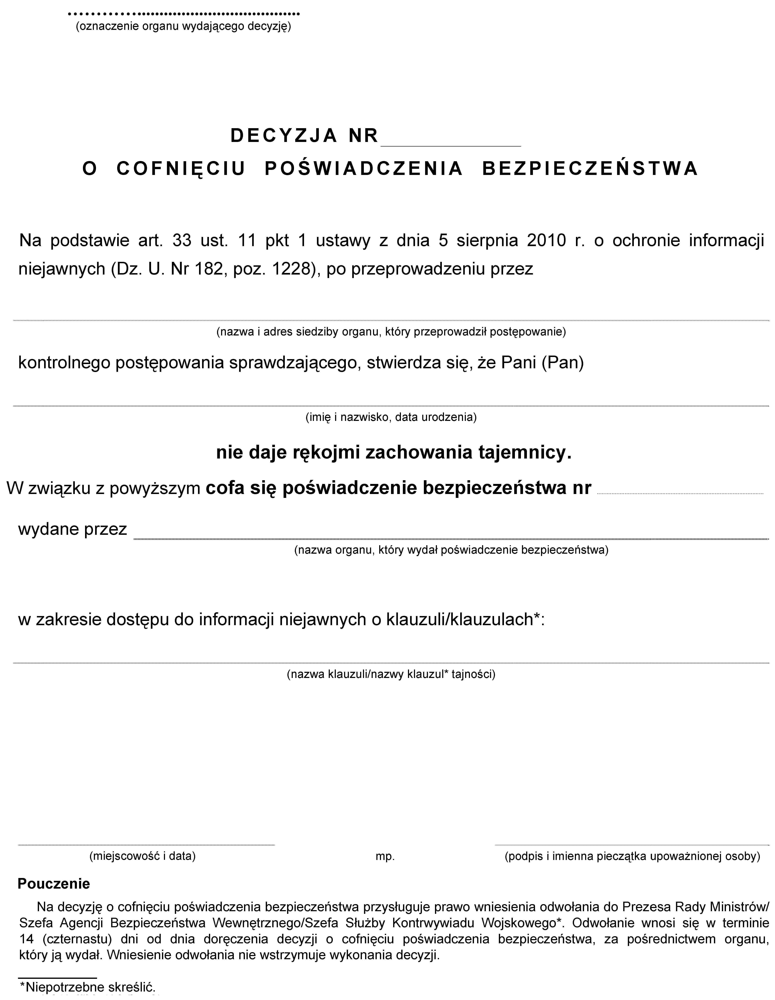 (oznaczenie organu wydającego decyzję)
DECYZJA NR
O COFNIĘCIU POŚWIADCZENIA BEZPIECZEŃSTWA
Na podstawie art. 33 ust. 11 pkt 1 ustawy z dnia 5 sierpnia 2010 r. o ochronie informacji
niejawnych (Dz. U. Nr 182, poz. 1228), po przeprowadzeniu przez
(nazwa i adres siedziby organu, który przeprowadził postępowanie)
kontrolnego postępowania sprawdzającego, stwierdza się, że Pani (Pan)
(imię i nazwisko, data urodzenia)
nie daje rękojmi zachowania tajemnicy.
W związku z powyższym cofa się poświadczenie bezpieczeństwa nr
wydane przez
(nazwa organu, który wydał poświadczenie bezpieczeństwa)
w zakresie dostępu do informacji niejawnych o klauzuli/klauzulach*:
(nazwa klauzuli/nazwy klauzul* tajności)
(miejscowość i data) mp. (podpis i imienna pieczątka upoważnionej osoby)
Pouczenie
Na decyzję o cofnięciu poświadczenia bezpieczeństwa przysługuje prawo wniesienia odwołania do Prezesa Rady Ministrów/
Szefa Agencji Bezpieczeństwa Wewnętrznego/Szefa Służby Kontrwywiadu Wojskowego*. Odwołanie wnosi się w terminie
14 (czternastu) dni od dnia doręczenia decyzji o cofnięciu poświadczenia bezpieczeństwa, za pośrednictwem organu,
który ją wydał. Wniesienie odwołania nie wstrzymuje wykonania decyzji.
*Niepotrzebne skreślić.